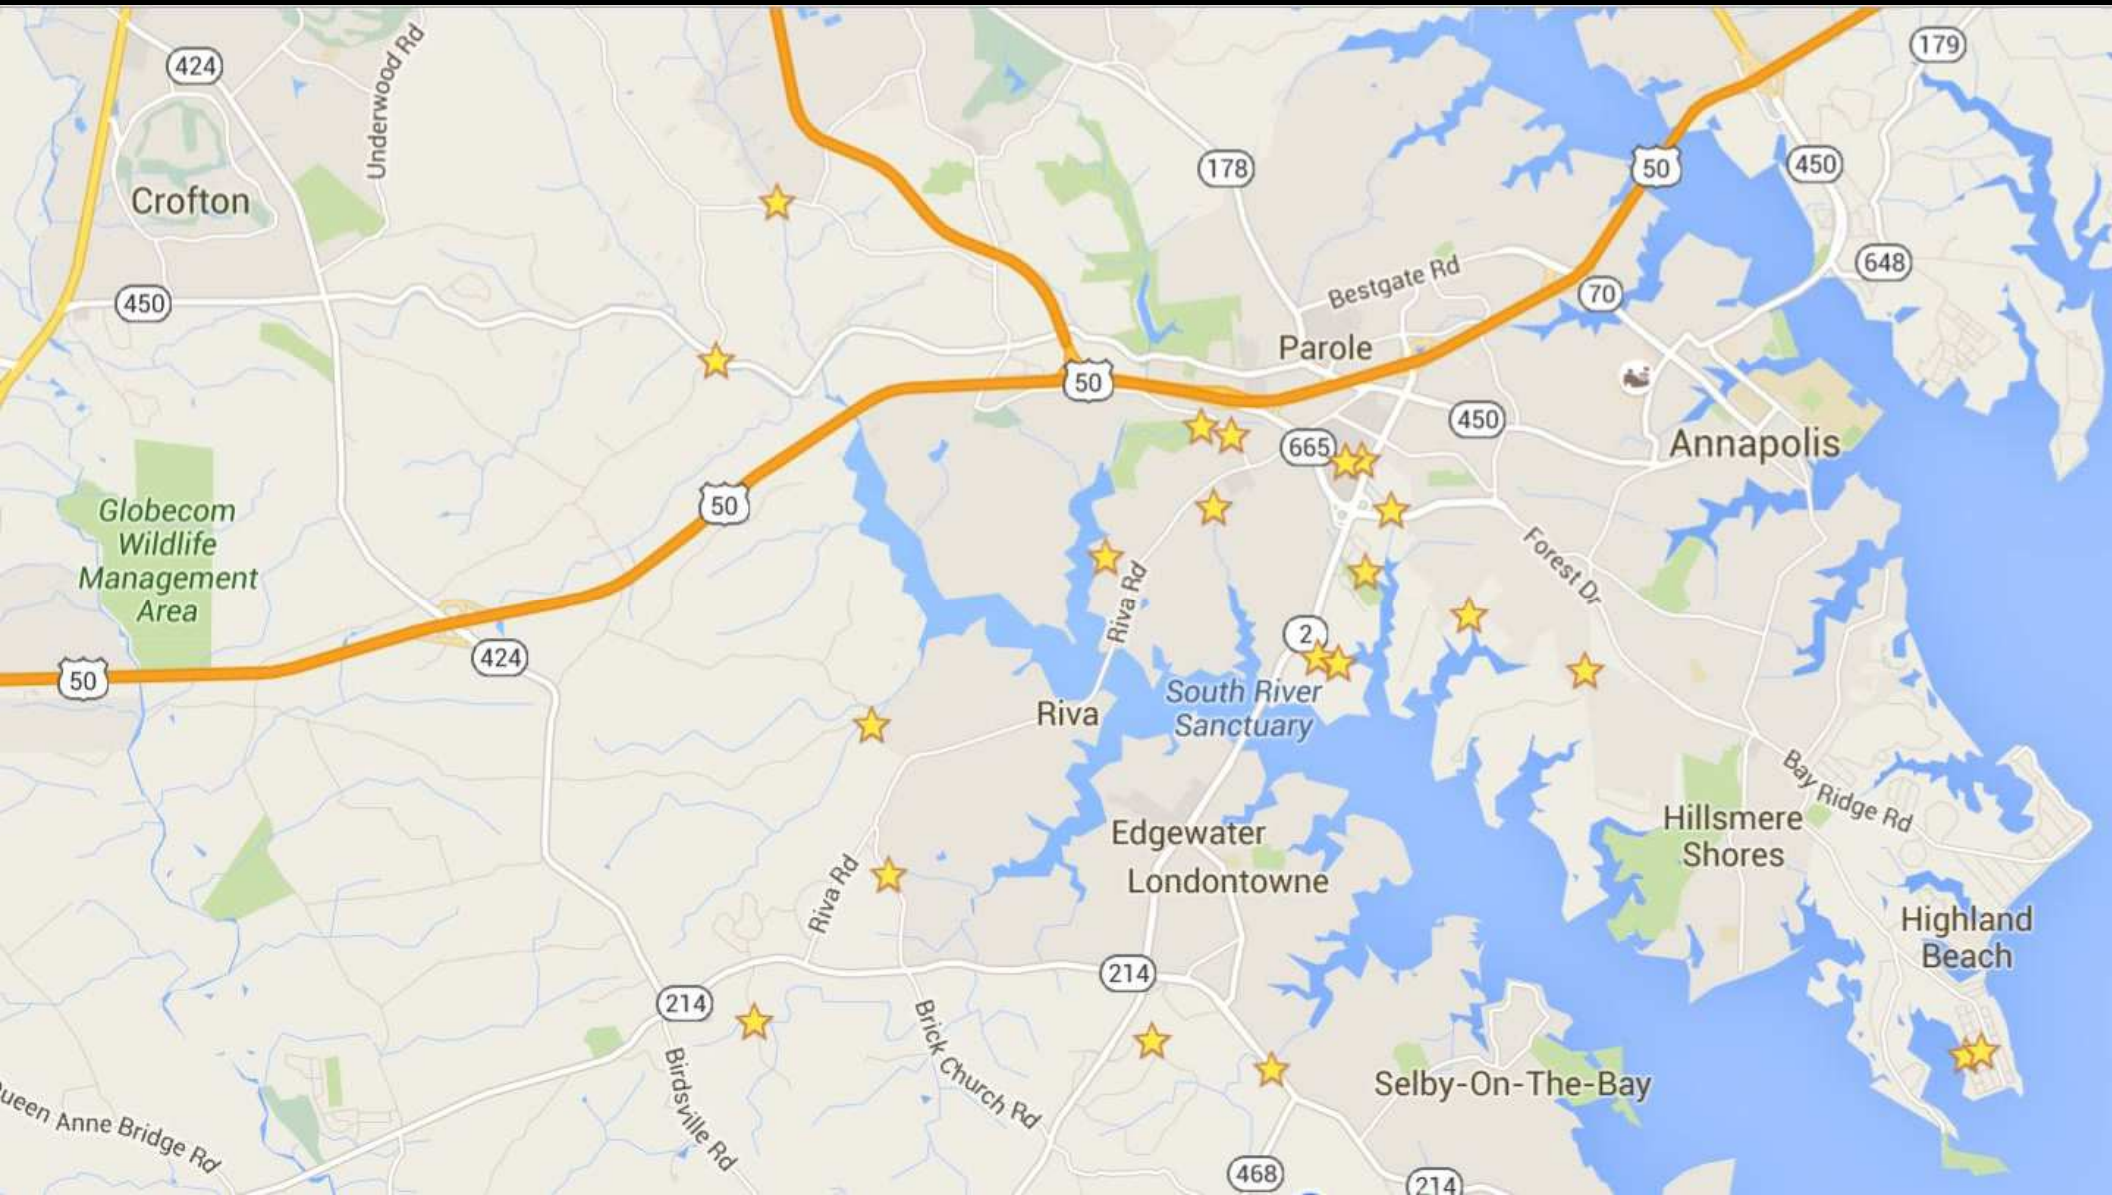 179
424
Underwood Rd
178
50
450
Crofton
648
Bestgate Rd
450
70
Parole
50
450
Annapolis
665
50
Globecom
Wildlife
Management
Area
Forest Dr
Riva Rd
2
424
50
South River
Sanctuary
Riva
Bay Ridge Rd
Hillsmere
Shores
Edgewater
Londontowne
Riva Rd
Highland
Beach
214
214
Brick Church Rd
Selby-On-The-Bay
Birdsville Rd
ueen Anne Bridge Rd
468
214